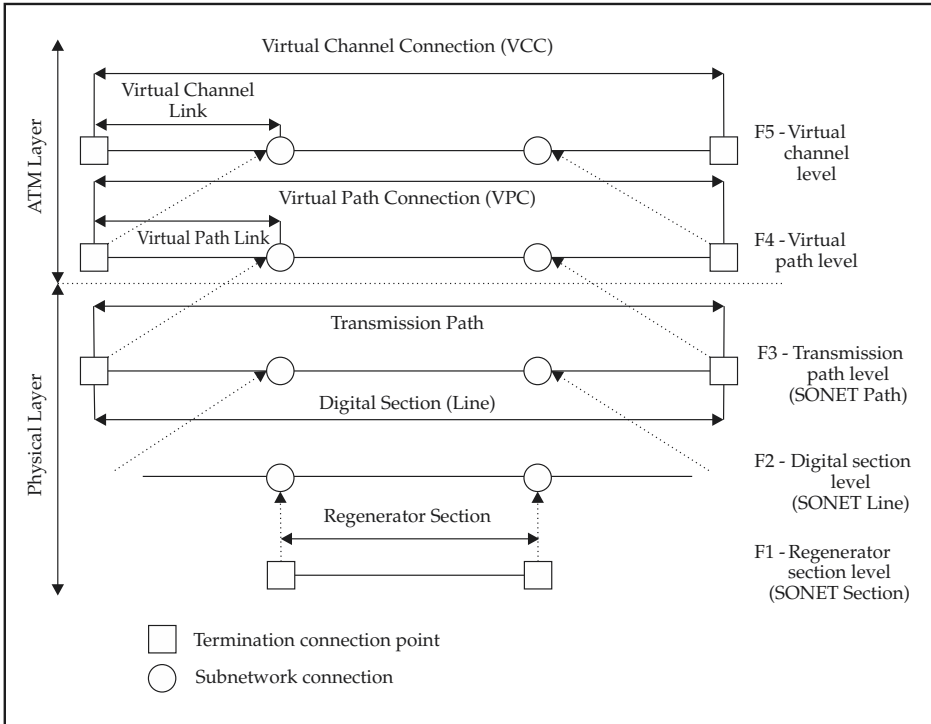 Virtual Channel Connection (VCC)
Virtual Channel
Link
F5 - Virtual
channel
level
ATM Layer
Virtual Path Connection (VPC)
Virtual Path Link
F4 - Virtual
path level
Transmission Path
F3 - Transmission
path level
(SONET Path)
Digital Section (Line)
Physical Layer
F2 - Digital section
level
(SONET Line)
Regenerator Section
F1 - Regenerator
section level
(SONET Section)
Termination connection point
Subnetwork connection